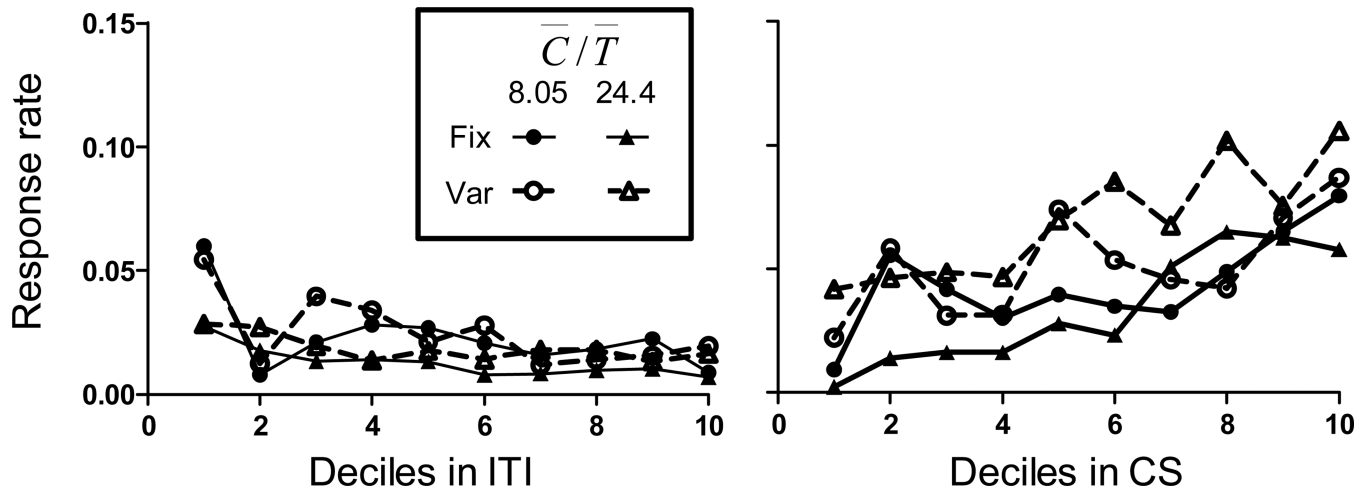 C / T
8.05 24.4
Fix
Var
Response rate
0.15
0.10
0.05
0.00
0 2 4 6 8 10
Deciles in ITI
0 2 4 6 8 10
Deciles in CS